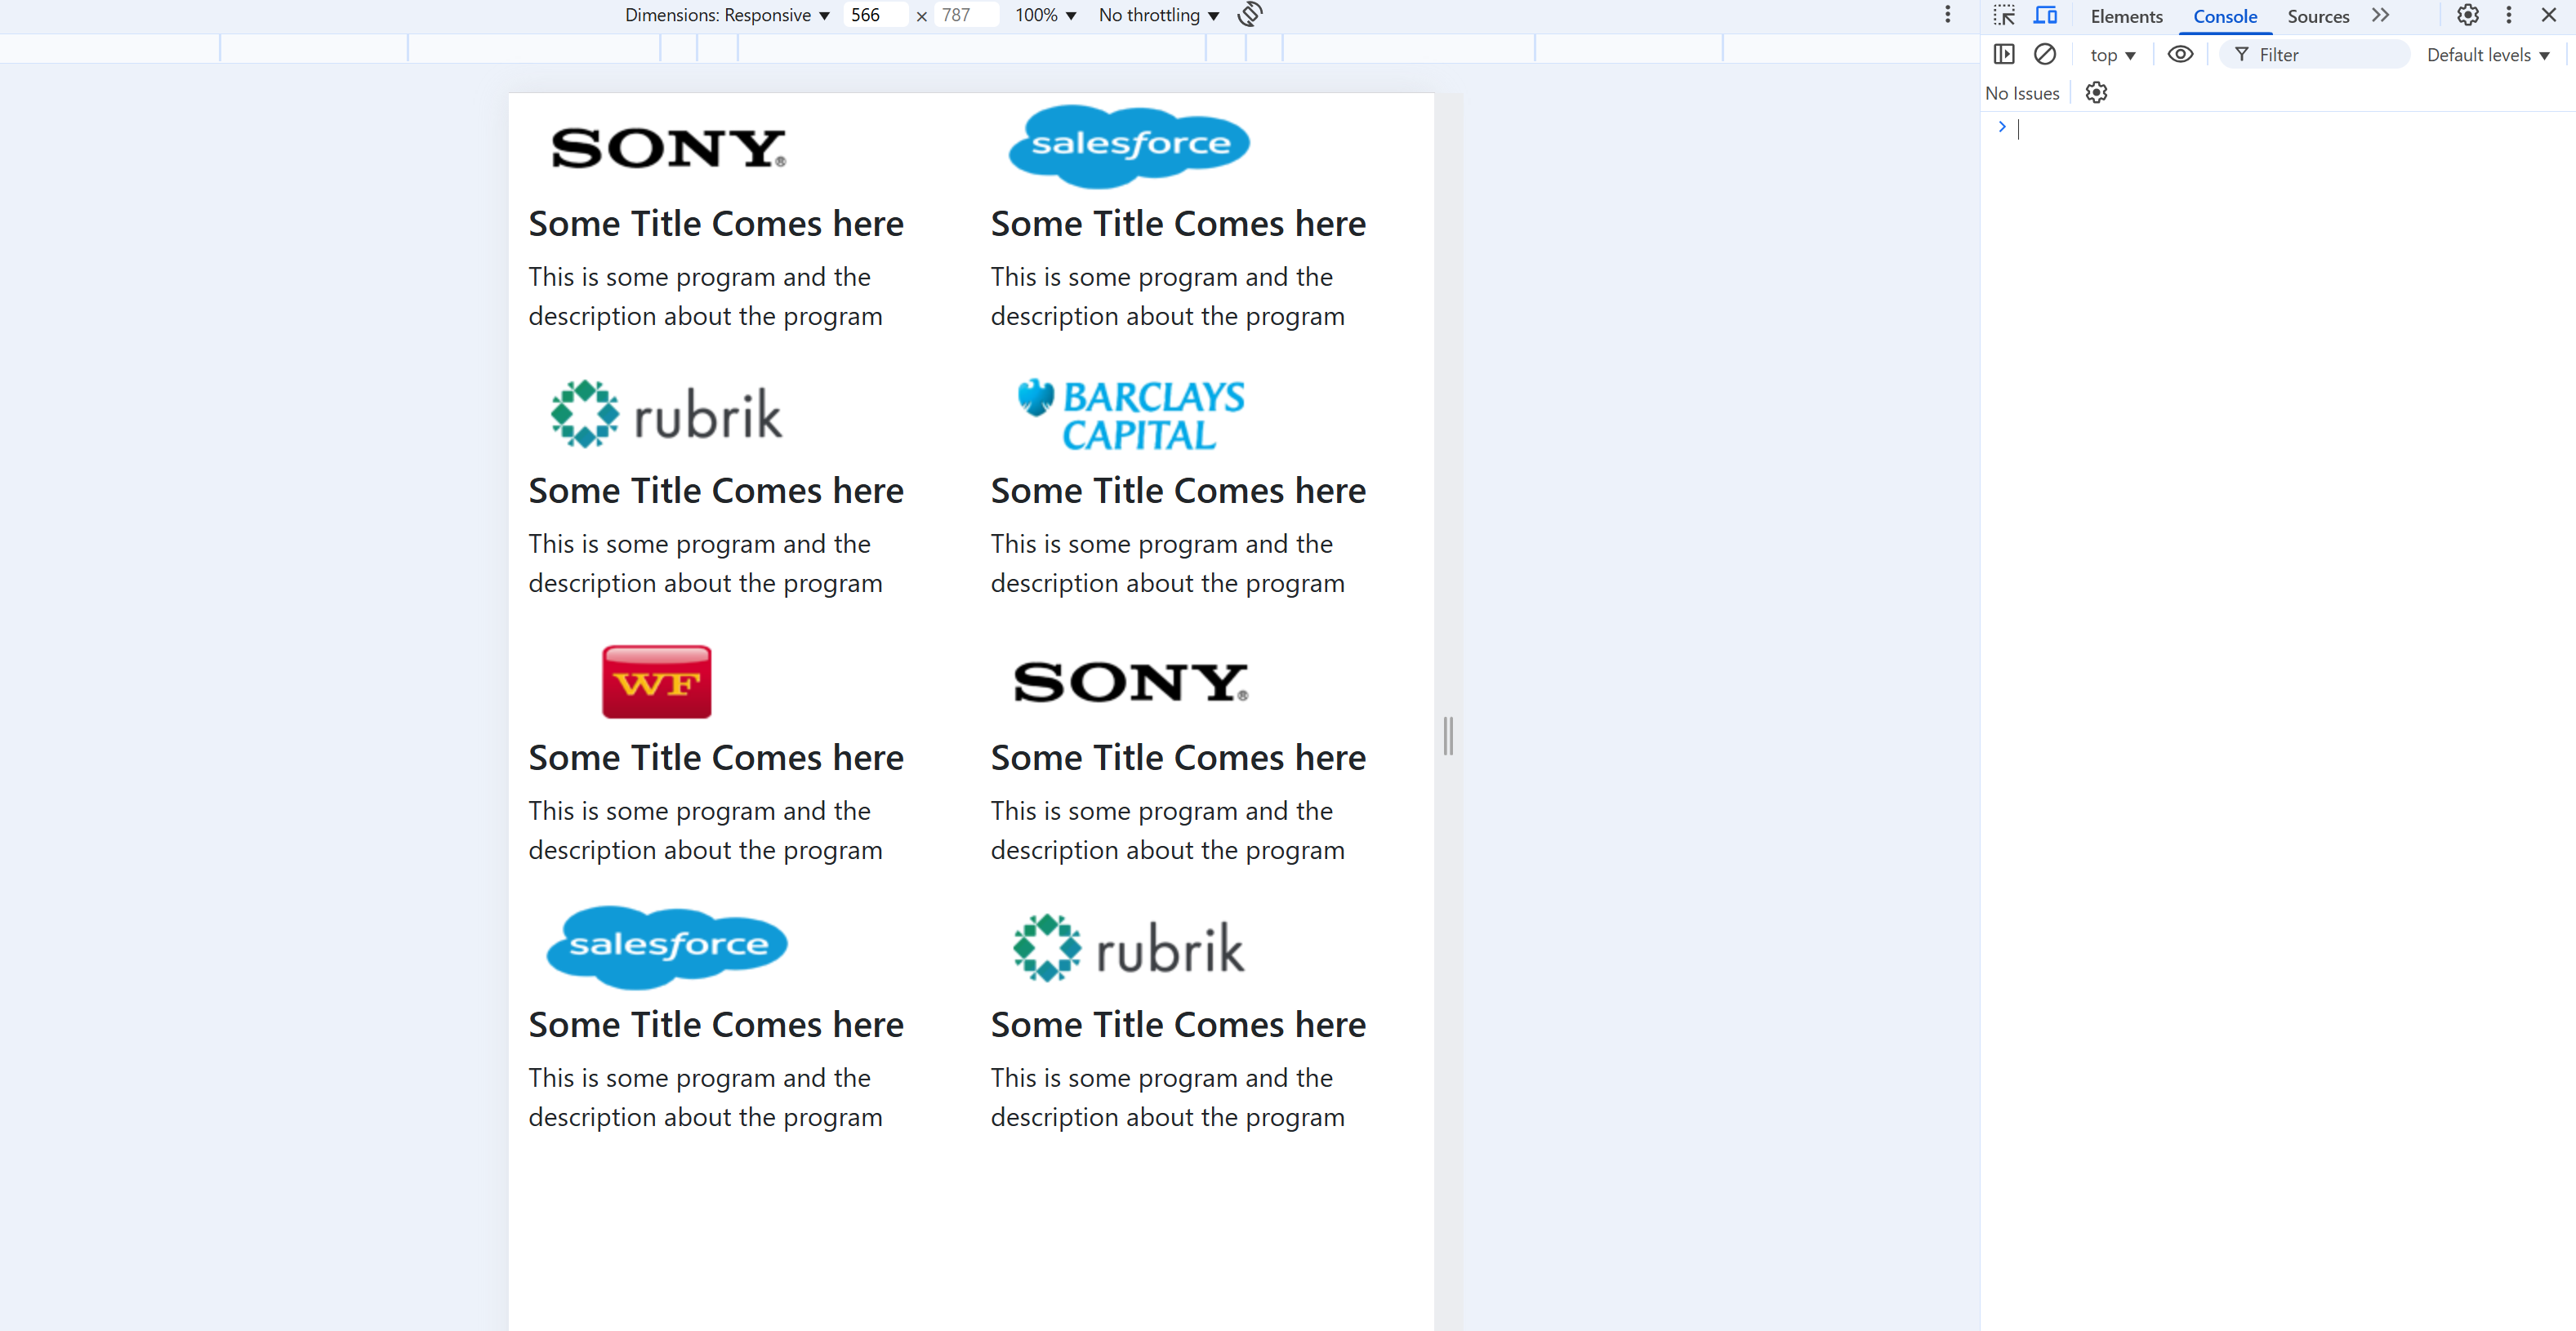 Dimensions: Responsive 566 × 787 100% No throttling
Elements Console Sources
top Filter Default levels
No Issues
SONY® salesforce
Some Title Comes here Some Title Comes here
This is some program and the This is some program and the
description about the program description about the program
rubrik BARCLAYS
CAPITAL
Some Title Comes here Some Title Comes here
This is some program and the This is some program and the
description about the program description about the program
WF SONY®
Some Title Comes here Some Title Comes here
This is some program and the This is some program and the
description about the program description about the program
salesforce rubrik
Some Title Comes here Some Title Comes here
This is some program and the This is some program and the
description about the program description about the program